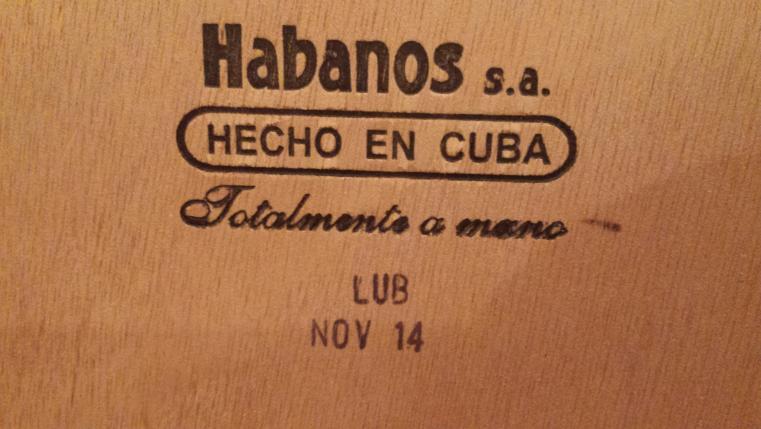 Habanos s.a.
HECHO EN CUBA
Totalmente a mano
LUB
NOV 14